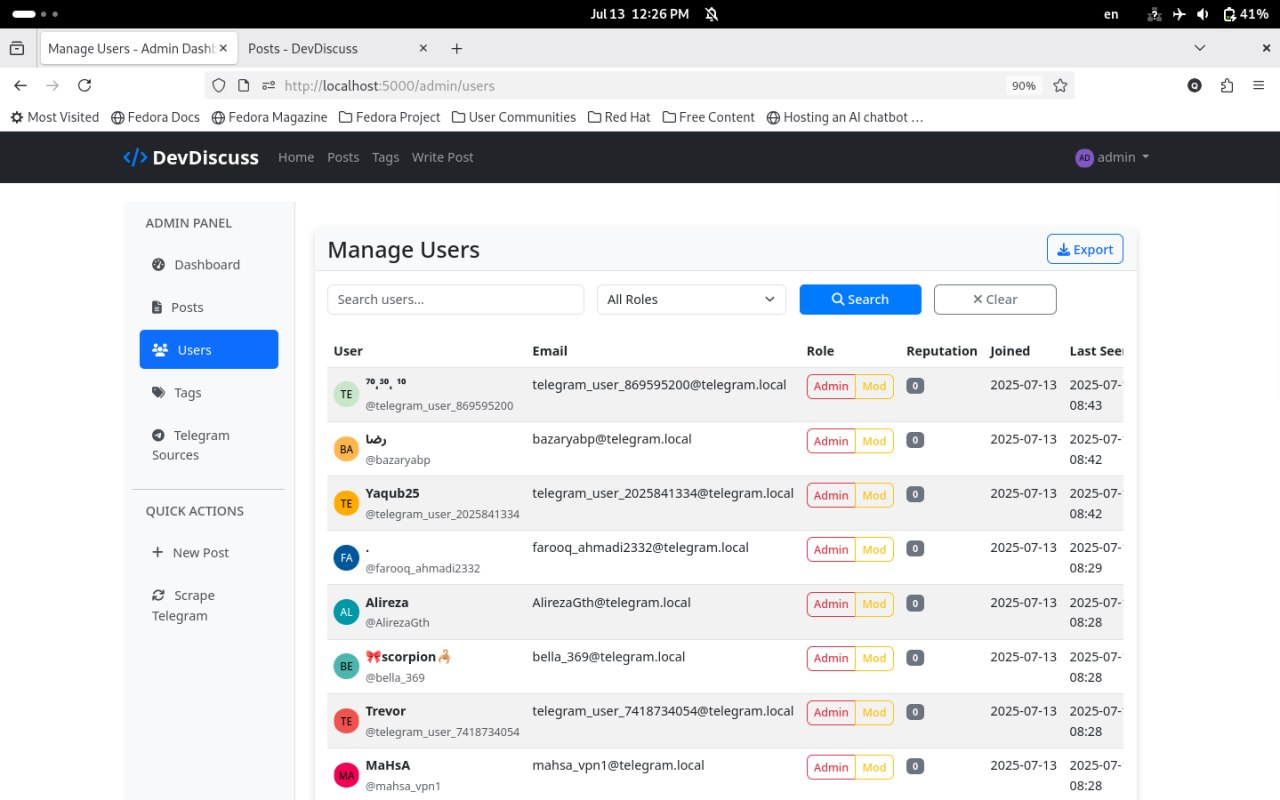 Jul 13 12:26 PM
en
41%
Manage Users - Admin Dash
Posts - DevDiscuss
http://localhost:5000/admin/users
90%
Most Visited
Fedora Docs
Fedora Magazine
Fedora Project
User Communities
Red Hat
Free Content
Hosting an AI chatbot ...
</> DevDiscuss
Home
Posts
Tags
Write Post
AD admin
ADMIN PANEL
Dashboard
Posts
Users
Tags
Telegram
Sources
QUICK ACTIONS
New Post
Scrape
Telegram
Manage Users
Export
Search users...
All Roles
Search
Clear
User Email Role Reputation Joined Last See
TE ⁷⁰,³⁰, ¹⁰ telegram_user_869595200@telegram.local Admin Mod 0 2025-07-13 2025-07-
@telegram_user_869595200 08:43
BA رضا bazaryabp@telegram.local Admin Mod 0 2025-07-13 2025-07-
@bazaryabp 08:42
TE Yaqub25 telegram_user_2025841334@telegram.local Admin Mod 0 2025-07-13 2025-07-
@telegram_user_2025841334 08:42
FA . farooq_ahmadi2332@telegram.local Admin Mod 0 2025-07-13 2025-07-
@farooq_ahmadi2332 08:29
AL Alireza AlirezaGth@telegram.local Admin Mod 0 2025-07-13 2025-07-
@AlirezaGth 08:28
BE 🎀scorpion🦂 bella_369@telegram.local Admin Mod 0 2025-07-13 2025-07-
@bella_369 08:28
TE Trevor telegram_user_7418734054@telegram.local Admin Mod 0 2025-07-13 2025-07-
@telegram_user_7418734054 08:28
MA MaHsA mahsa_vpn1@telegram.local Admin Mod 0 2025-07-13 2025-07-
@mahsa_vpn1 08:28